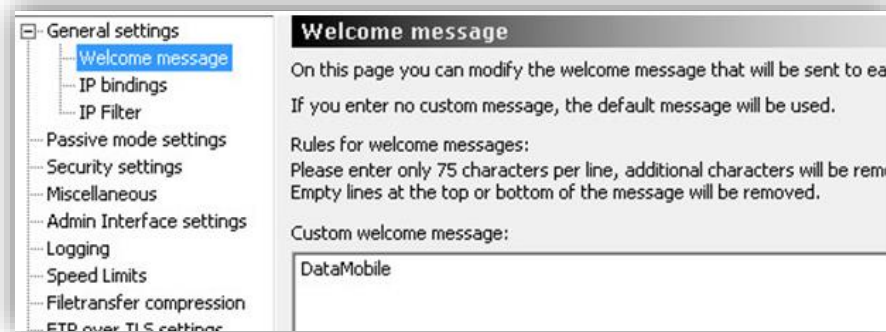 General settings
Welcome message
IP bindings
IP Filter
Passive mode settings
Security settings
Miscellaneous
Admin Interface settings
Logging
Speed Limits
Filetransfer compression
FTP over TLS settings
Welcome message
On this page you can modify the welcome message that will be sent to ea
If you enter no custom message, the default message will be used.
Rules for welcome messages:
Please enter only 75 characters per line, additional characters will be remo
Empty lines at the top or bottom of the message will be removed.
Custom welcome message:
DataMobile